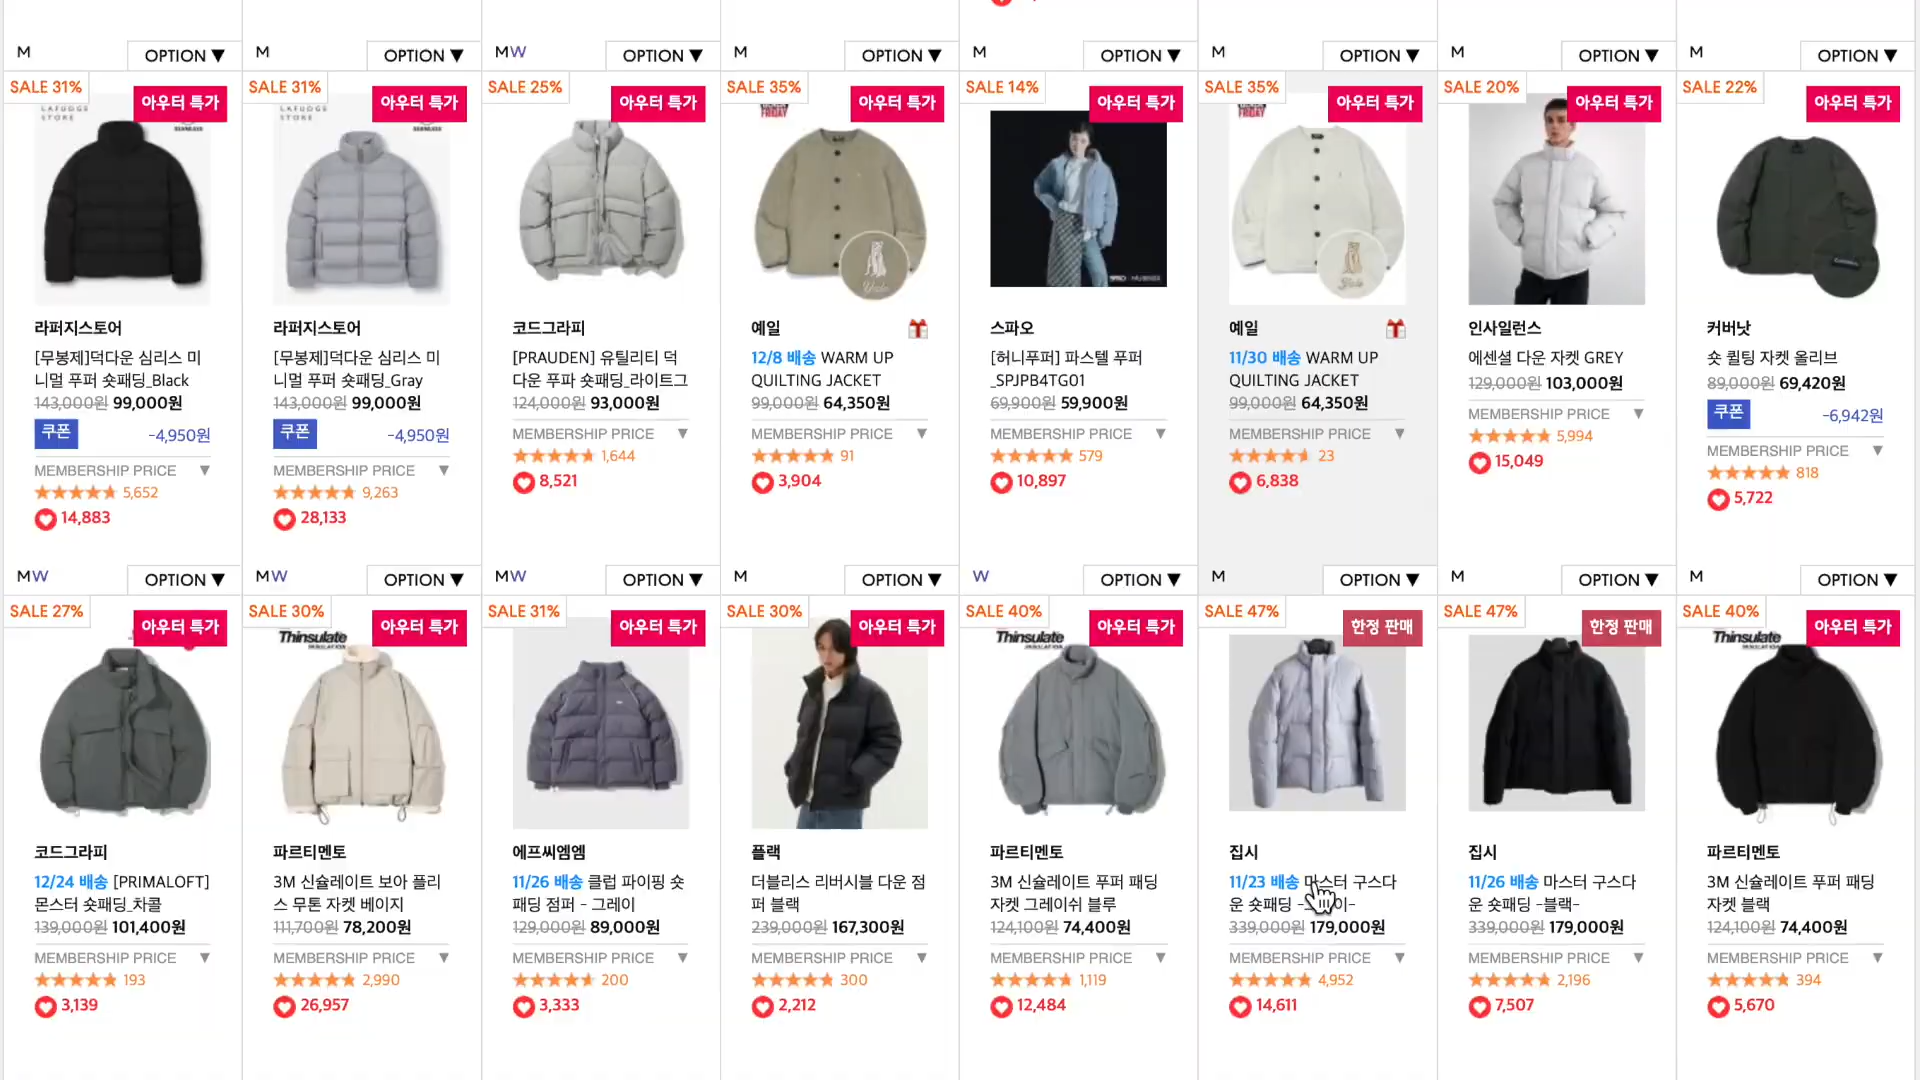 M OPTION ▼
SALE 31% 아우터 특가
LAFUDGE
STORE
라퍼지스토어
[무봉제]덕다운 심리스 미
니멀 푸퍼 숏패딩_Black
143,000원 99,000원
쿠폰 -4,950원
MEMBERSHIP PRICE ▼
5,652
14,883
M OPTION ▼
SALE 31% 아우터 특가
LAFUDGE
STORE
라퍼지스토어
[무봉제]덕다운 심리스 미
니멀 푸퍼 숏패딩_Gray
143,000원 99,000원
쿠폰 -4,950원
MEMBERSHIP PRICE ▼
9,263
28,133
MW OPTION ▼
SALE 25% 아우터 특가
코드그라피
[PRAUDEN] 유틸리티 덕
다운 푸파 숏패딩_라이트그
124,000원 93,000원
MEMBERSHIP PRICE ▼
1,644
8,521
M OPTION ▼
SALE 35% 아우터 특가
FRIDAY
Yale
예일
12/8 배송 WARM UP
QUILTING JACKET
99,000원 64,350원
MEMBERSHIP PRICE ▼
91
3,904
M OPTION ▼
SALE 14% 아우터 특가
스파오
[허니푸퍼] 파스텔 푸퍼
_SPJPB4TG01
69,900원 59,900원
MEMBERSHIP PRICE ▼
579
10,897
M OPTION ▼
SALE 35% 아우터 특가
FRIDAY
Yale
예일
11/30 배송 WARM UP
QUILTING JACKET
99,000원 64,350원
MEMBERSHIP PRICE ▼
23
6,838
M OPTION ▼
SALE 20% 아우터 특가
인사일런스
에센셜 다운 자켓 GREY
129,000원 103,000원
MEMBERSHIP PRICE ▼
5,994
15,049
M OPTION ▼
SALE 22% 아우터 특가
커버낫
숏 퀼팅 자켓 올리브
89,000원 69,420원
쿠폰 -6,942원
MEMBERSHIP PRICE ▼
818
5,722
MW OPTION ▼
SALE 27% 아우터 특가
코드그라피
12/24 배송 [PRIMALOFT]
몬스터 숏패딩_차콜
139,000원 101,400원
MEMBERSHIP PRICE ▼
193
3,139
MW OPTION ▼
SALE 30% 아우터 특가
Thinsulate
INSULATION
파르티멘토
3M 신슐레이트 보아 플리
스 무톤 자켓 베이지
111,700원 78,200원
MEMBERSHIP PRICE ▼
2,990
26,957
MW OPTION ▼
SALE 31% 아우터 특가
에프씨엠엠
11/26 배송 클럽 파이핑 숏
패딩 점퍼 - 그레이
129,000원 89,000원
MEMBERSHIP PRICE ▼
200
3,333
M OPTION ▼
SALE 30% 아우터 특가
플랙
더블리스 리버시블 다운 점
퍼 블랙
239,000원 167,300원
MEMBERSHIP PRICE ▼
300
2,212
W OPTION ▼
SALE 40% 아우터 특가
Thinsulate
INSULATION
파르티멘토
3M 신슐레이트 푸퍼 패딩
자켓 그레이쉬 블루
124,100원 74,400원
MEMBERSHIP PRICE ▼
1,119
12,484
M OPTION ▼
SALE 47% 한정 판매
집시
11/23 배송 마스터 구스다
운 숏패딩
339,000원 179,000원
MEMBERSHIP PRICE ▼
4,952
14,611
M OPTION ▼
SALE 47% 한정 판매
집시
11/26 배송 마스터 구스다
운 숏패딩 -블랙-
339,000원 179,000원
MEMBERSHIP PRICE ▼
2,196
7,507
M OPTION ▼
SALE 40% 아우터 특가
Thinsulate
INSULATION
파르티멘토
3M 신슐레이트 푸퍼 패딩
자켓 블랙
124,100원 74,400원
MEMBERSHIP PRICE ▼
394
5,670